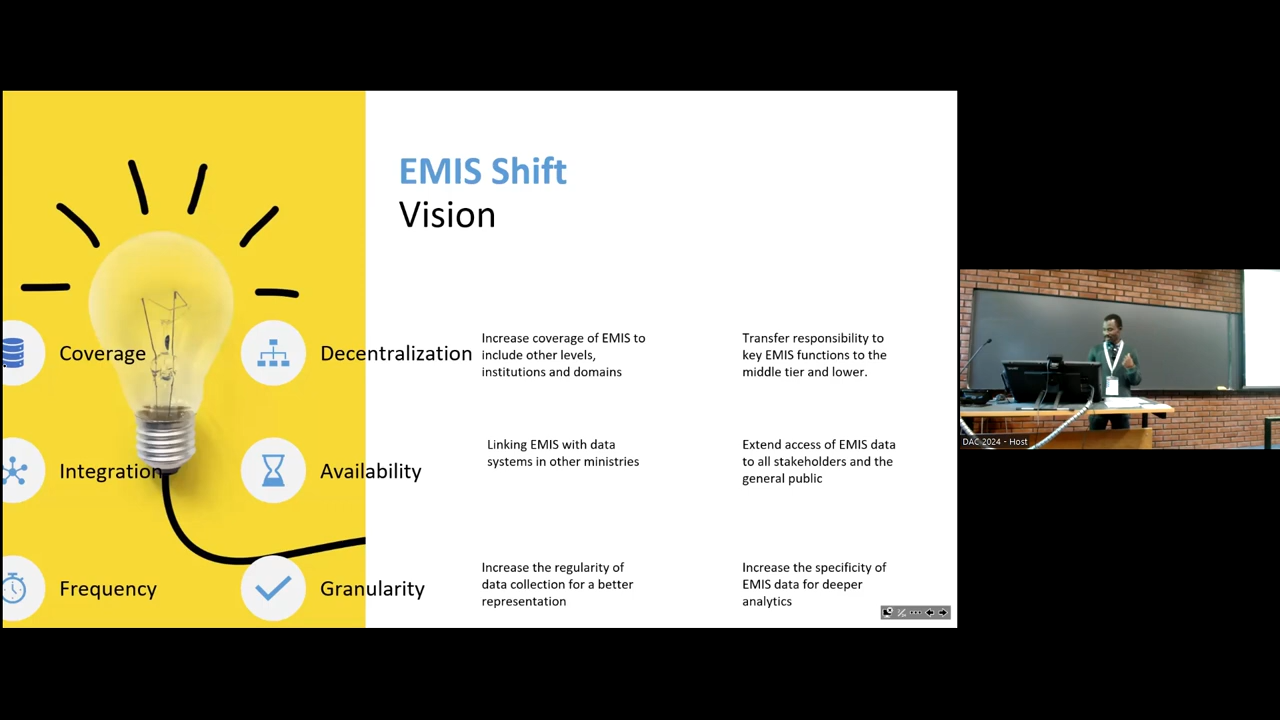 EMIS Shift
Vision
Coverage
Decentralization
Increase coverage of EMIS to
include other levels,
institutions and domains
Transfer responsibility to
key EMIS functions to the
middle tier and lower.
Integration
Availability
Linking EMIS with data
systems in other ministries
Extend access of EMIS data
to all stakeholders and the
general public
Frequency
Granularity
Increase the regularity of
data collection for a better
representation
Increase the specificity of
EMIS data for deeper
analytics
DAC 2024 - Host